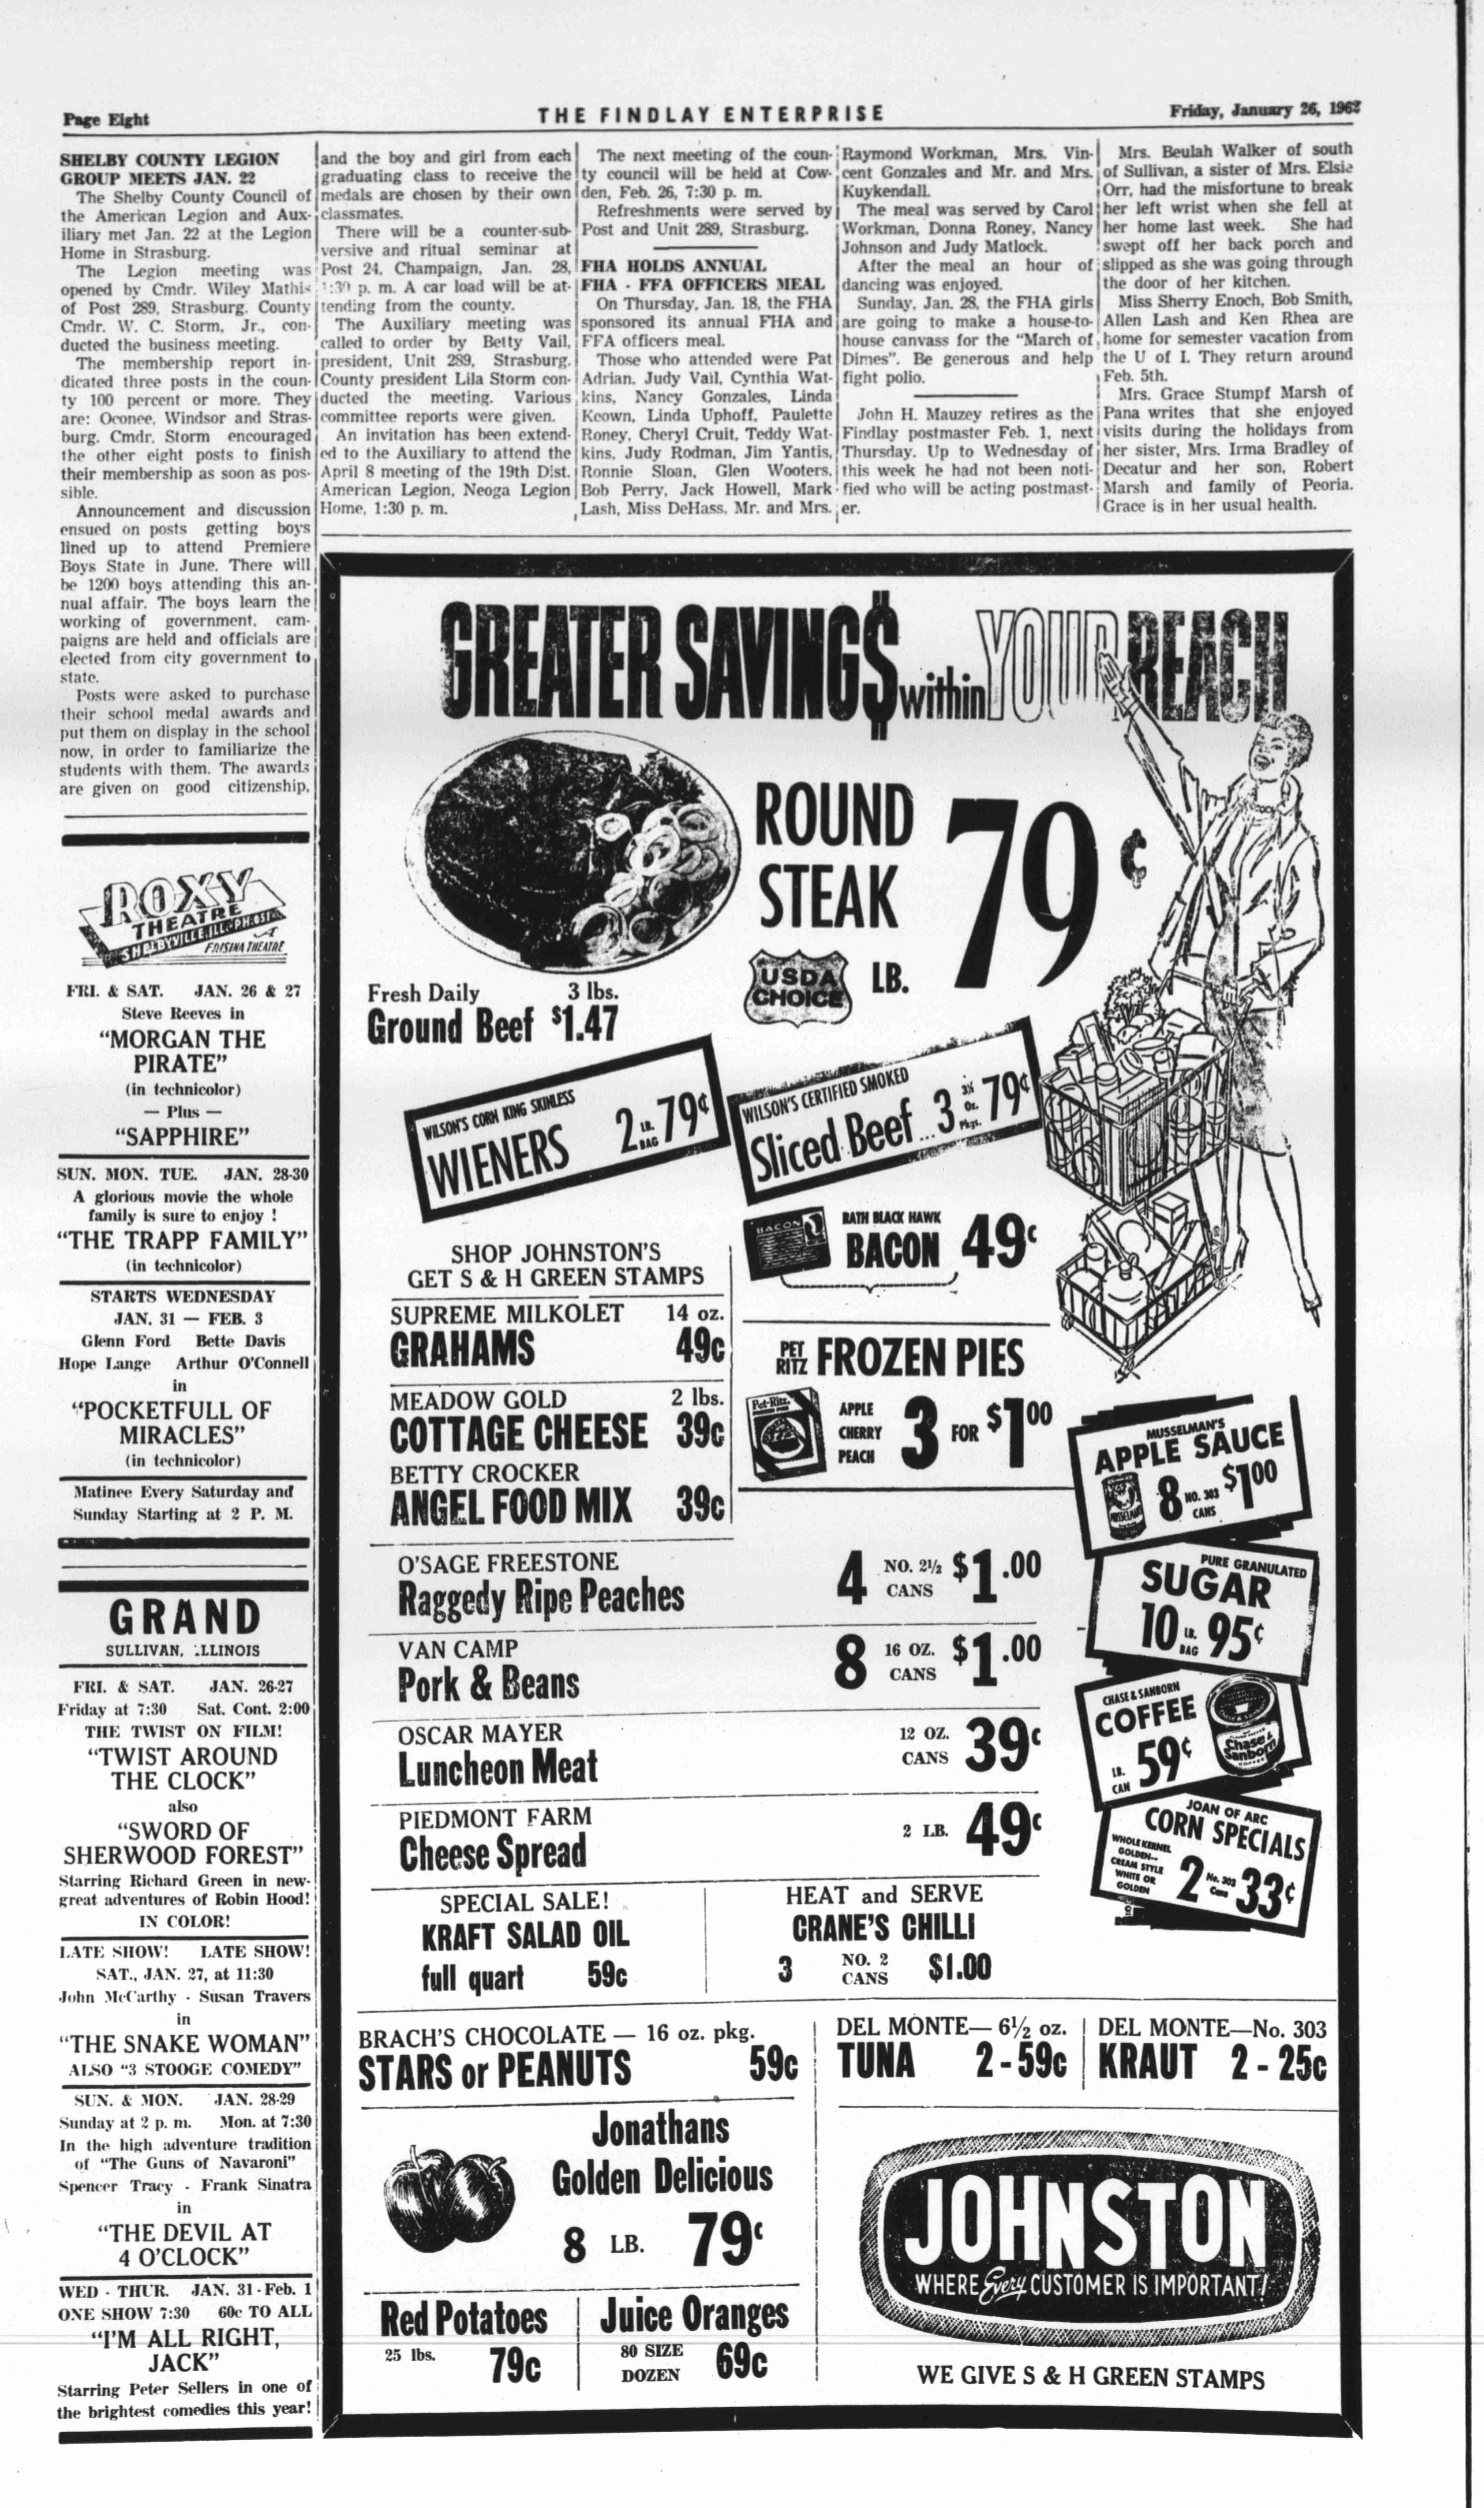 Page Eight
THE FINDLAY ENTERPRISE
Friday, January 26, 1962
SHELBY COUNTY LEGION
GROUP MEETS JAN. 22
The Shelby County Council of
the American Legion and Aux-
iliary met Jan. 22 at the Legion
Home in Strasburg.
The Legion meeting was
opened by Cmdr. Wiley Mathis
of Post 289, Strasburg. County
Cmdr. W. C. Storm, Jr., con-
ducted the business meeting.
The membership report in-
dicated three posts in the coun-
ty 100 percent or more. They
are: Oconee, Windsor and Stras-
burg. Cmdr. Storm encouraged
the other eight posts to finish
their membership as soon as pos-
sible.
Announcement and discussion
ensued on posts getting boys
lined up to attend Premiere
Boys State in June. There will
be 1200 boys attending this an-
nual affair. The boys learn the
working of government, cam-
paigns are held and officials are
elected from city government to
state.
Posts were asked to purchase
their school medal awards and
put them on display in the school
now, in order to familiarize the
students with them. The awards
are given on good citizenship,
and the boy and girl from each
graduating class to receive the
medals are chosen by their own
classmates.
There will be a counter-sub-
versive and ritual seminar at
Post 24, Champaign, Jan. 28,
1:30 p. m. A car load will be at-
tending from the county.
The Auxiliary meeting was
called to order by Betty Vail,
president, Unit 289, Strasburg.
County president Lila Storm con-
ducted the meeting. Various
committee reports were given.
An invitation has been extend-
ed to the Auxiliary to attend the
April 8 meeting of the 19th Dist.
American Legion, Neoga Legion
Home, 1:30 p. m.
The next meeting of the coun-
ty council will be held at Cow-
den, Feb. 26, 7:30 p. m.
Refreshments were served by
Post and Unit 289, Strasburg.
FHA HOLDS ANNUAL
FHA - FFA OFFICERS MEAL
On Thursday, Jan. 18, the FHA
sponsored its annual FHA and
FFA officers meal.
Those who attended were Pat
Adrian, Judy Vail, Cynthia Wat-
kins, Nancy Gonzales, Linda
Keown, Linda Uphoff, Paulette
Roney, Cheryl Cruit, Teddy Wat-
kins, Judy Rodman, Jim Yantis,
Ronnie Sloan, Glen Wooters,
Bob Perry, Jack Howell, Mark
Lash, Miss DeHass, Mr. and Mrs.
Raymond Workman, Mrs. Vin-
cent Gonzales and Mr. and Mrs.
Kuykendall.
The meal was served by Carol
Workman, Donna Roney, Nancy
Johnson and Judy Matlock.
After the meal an hour of
dancing was enjoyed.
Sunday, Jan. 28, the FHA girls
are going to make a house-to-
house canvass for the "March of
Dimes". Be generous and help
fight polio.
John H. Mauzey retires as the
Findlay postmaster Feb. 1, next
Thursday. Up to Wednesday of
this week he had not been noti-
fied who will be acting postmast-
er.
Mrs. Beulah Walker of south
of Sullivan, a sister of Mrs. Elsie
Orr, had the misfortune to break
her left wrist when she fell at
her home last week. She had
swept off her back porch and
slipped as she was going through
the door of her kitchen.
Miss Sherry Enoch, Bob Smith,
Allen Lash and Ken Rhea are
home for semester vacation from
the U of I. They return around
Feb. 5th.
Mrs. Grace Stumpf Marsh of
Pana writes that she enjoyed
visits during the holidays from
her sister, Mrs. Irma Bradley of
Decatur and her son, Robert
Marsh and family of Peoria.
Grace is in her usual health.
ROXY
THEATRE
SHELBYVILLE, ILL.-PH. 851
A
FRISINA THEATRE
FRI. & SAT. JAN. 26 & 27
Steve Reeves in
"MORGAN THE
PIRATE"
(in technicolor)
— Plus —
"SAPPHIRE"
SUN. MON. TUE. JAN. 28-30
A glorious movie the whole
family is sure to enjoy !
"THE TRAPP FAMILY"
(in technicolor)
STARTS WEDNESDAY
JAN. 31 — FEB. 3
Glenn Ford Bette Davis
Hope Lange Arthur O'Connell
in
"POCKETFULL OF
MIRACLES"
(in technicolor)
Matinee Every Saturday and
Sunday Starting at 2 P. M.
GRAND
SULLIVAN, ILLINOIS
FRI. & SAT. JAN. 26-27
Friday at 7:30 Sat. Cont. 2:00
THE TWIST ON FILM!
"TWIST AROUND
THE CLOCK"
also
"SWORD OF
SHERWOOD FOREST"
Starring Richard Green in new-
great adventures of Robin Hood!
IN COLOR!
LATE SHOW! LATE SHOW!
SAT., JAN. 27, at 11:30
John McCarthy - Susan Travers
in
"THE SNAKE WOMAN"
ALSO "3 STOOGE COMEDY"
SUN. & MON. JAN. 28-29
Sunday at 2 p. m. Mon. at 7:30
In the high adventure tradition
of "The Guns of Navaroni"
Spencer Tracy - Frank Sinatra
in
"THE DEVIL AT
4 O'CLOCK"
WED - THUR. JAN. 31 - Feb. 1
ONE SHOW 7:30 60c TO ALL
"I'M ALL RIGHT,
JACK"
Starring Peter Sellers in one of
the brightest comedies this year!
GREATER SAVING$ within YOUR REACH
ROUND
STEAK
79¢
USDA
CHOICE
LB.
Fresh Daily 3 lbs.
Ground Beef $1.47
WILSON'S CORN KING SKINLESS
WIENERS 2 LB. BAG 79¢
WILSON'S CERTIFIED SMOKED
Sliced Beef ... 3 3½ Oz. Pkgs. 79¢
BACON
RATH BLACK HAWK
BACON 49¢
SHOP JOHNSTON'S
GET S & H GREEN STAMPS
SUPREME MILKOLET 14 oz.
GRAHAMS 49c
MEADOW GOLD 2 lbs.
COTTAGE CHEESE 39c
BETTY CROCKER
ANGEL FOOD MIX 39c
PET RITZ FROZEN PIES
Pet-Ritz
APPLE
CHERRY
PEACH
3 FOR $1.00
MUSSELMAN'S
APPLE SAUCE
8 NO. 303 CANS $1.00
O'SAGE FREESTONE
Raggedy Ripe Peaches
4 NO. 2½ CANS $1.00
PURE GRANULATED
SUGAR
10 LB. BAG 95¢
VAN CAMP
Pork & Beans
8 16 OZ. CANS $1.00
CHASE & SANBORN
COFFEE
LB. CAN 59¢
Chase & Sanborn
OSCAR MAYER
Luncheon Meat
12 OZ. CANS 39¢
JOAN OF ARC
CORN SPECIALS
WHOLE KERNEL
GOLDEN--
CREAM STYLE
WHITE OR
GOLDEN
2 No. 303 Cans 33¢
PIEDMONT FARM
Cheese Spread
2 LB. 49¢
SPECIAL SALE!
KRAFT SALAD OIL
full quart 59c
HEAT and SERVE
CRANE'S CHILLI
3 NO. 2 CANS $1.00
BRACH'S CHOCOLATE — 16 oz. pkg.
STARS or PEANUTS 59c
DEL MONTE— 6½ oz.
TUNA 2 - 59c
DEL MONTE—No. 303
KRAUT 2 - 25c
Jonathans
Golden Delicious
8 LB. 79¢
Red Potatoes
25 lbs. 79c
Juice Oranges
80 SIZE
DOZEN 69c
JOHNSTON
WHERE Every CUSTOMER IS IMPORTANT!
WE GIVE S & H GREEN STAMPS